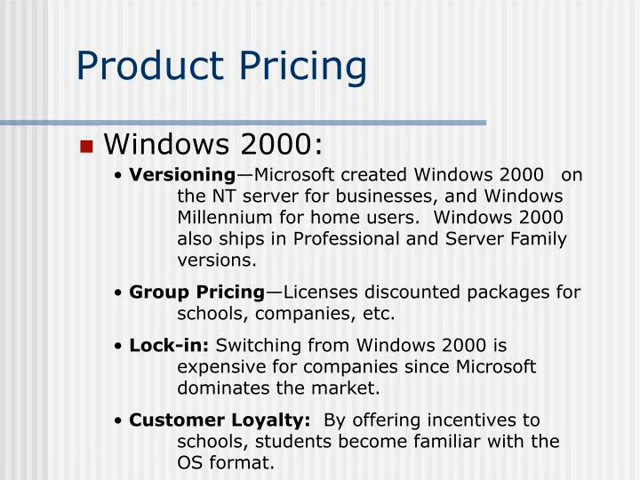 Product Pricing
Windows 2000:
• Versioning—Microsoft created Windows 2000 on
the NT server for businesses, and Windows
Millennium for home users. Windows 2000
also ships in Professional and Server Family
versions.
• Group Pricing—Licenses discounted packages for
schools, companies, etc.
• Lock-in: Switching from Windows 2000 is
expensive for companies since Microsoft
dominates the market.
• Customer Loyalty: By offering incentives to
schools, students become familiar with the
OS format.